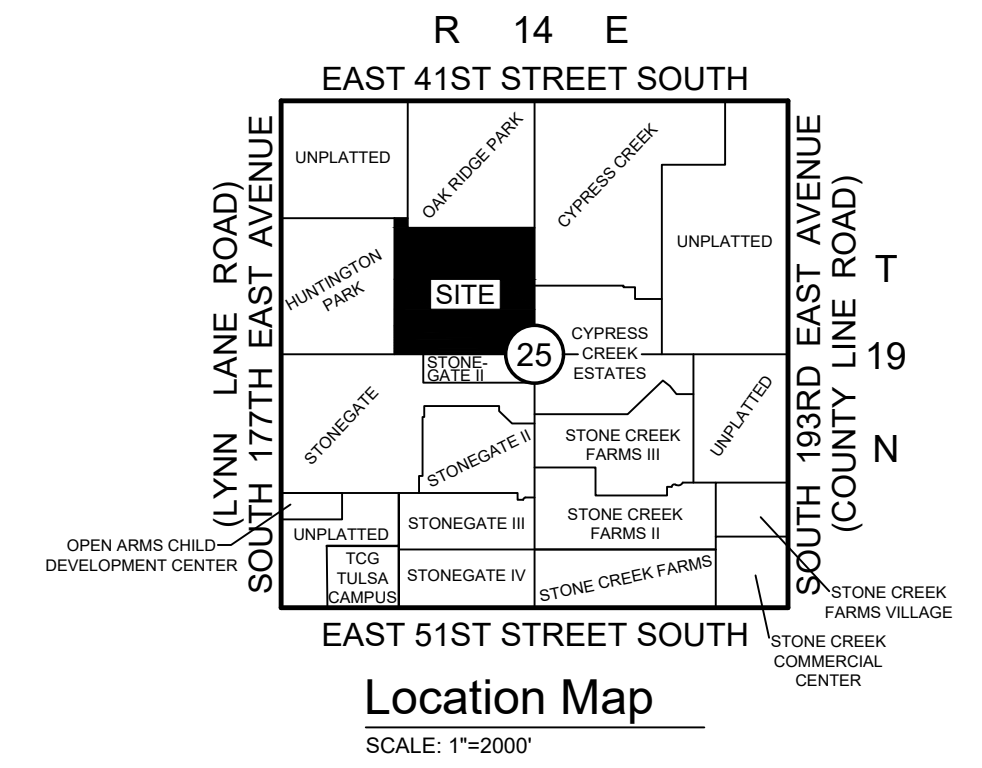 R 14 E
EAST 41ST STREET SOUTH
SOUTH 177TH EAST AVENUE
(LYNN LANE ROAD)
SOUTH 193RD EAST AVENUE
(COUNTY LINE ROAD)
T
19
N
UNPLATTED
OAK RIDGE PARK
CYPRESS CREEK
UNPLATTED
HUNTINGTON
PARK
SITE
25
CYPRESS
CREEK
ESTATES
STONE-
GATE II
STONEGATE
STONEGATE II
STONE CREEK
FARMS III
UNPLATTED
STONEGATE III
STONE CREEK
FARMS II
UNPLATTED
OPEN ARMS CHILD
DEVELOPMENT CENTER
TCG
TULSA
CAMPUS
STONEGATE IV
STONE CREEK FARMS
STONE CREEK
FARMS VILLAGE
STONE CREEK
COMMERCIAL
CENTER
EAST 51ST STREET SOUTH
Location Map
SCALE: 1"=2000'